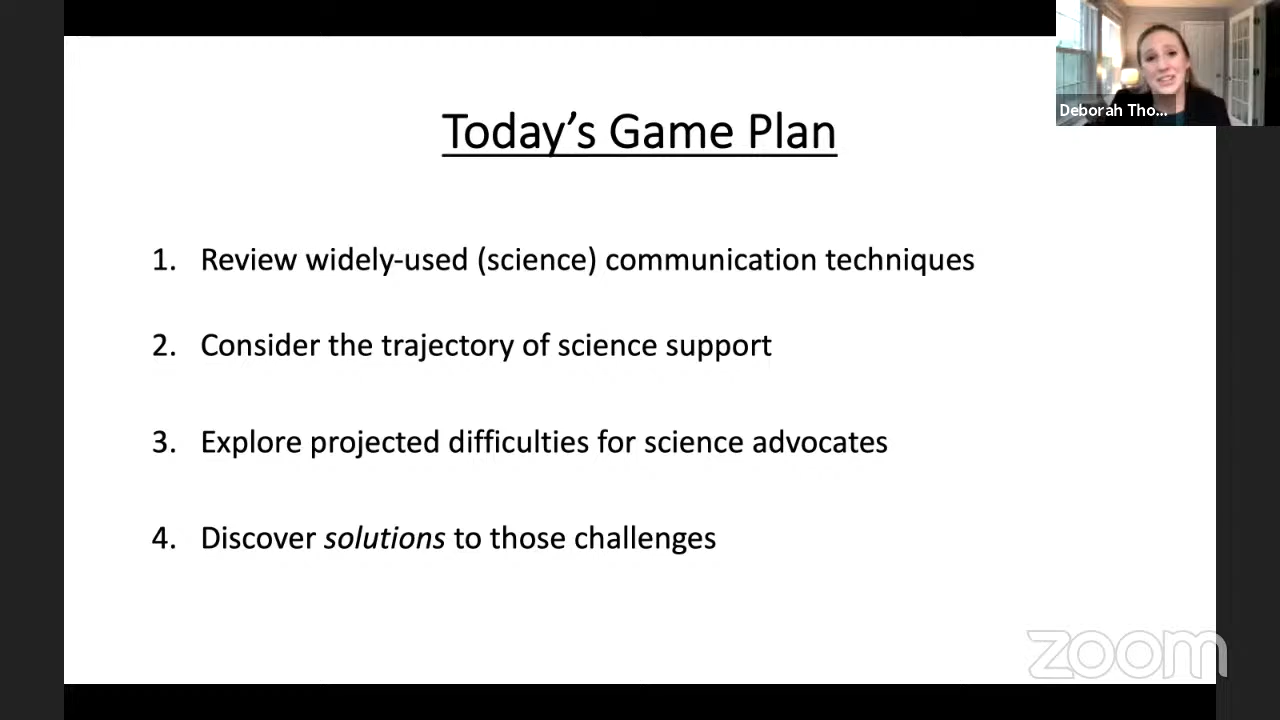 Deborah Tho...
Today's Game Plan
1. Review widely-used (science) communication techniques
2. Consider the trajectory of science support
3. Explore projected difficulties for science advocates
4. Discover solutions to those challenges
zoom